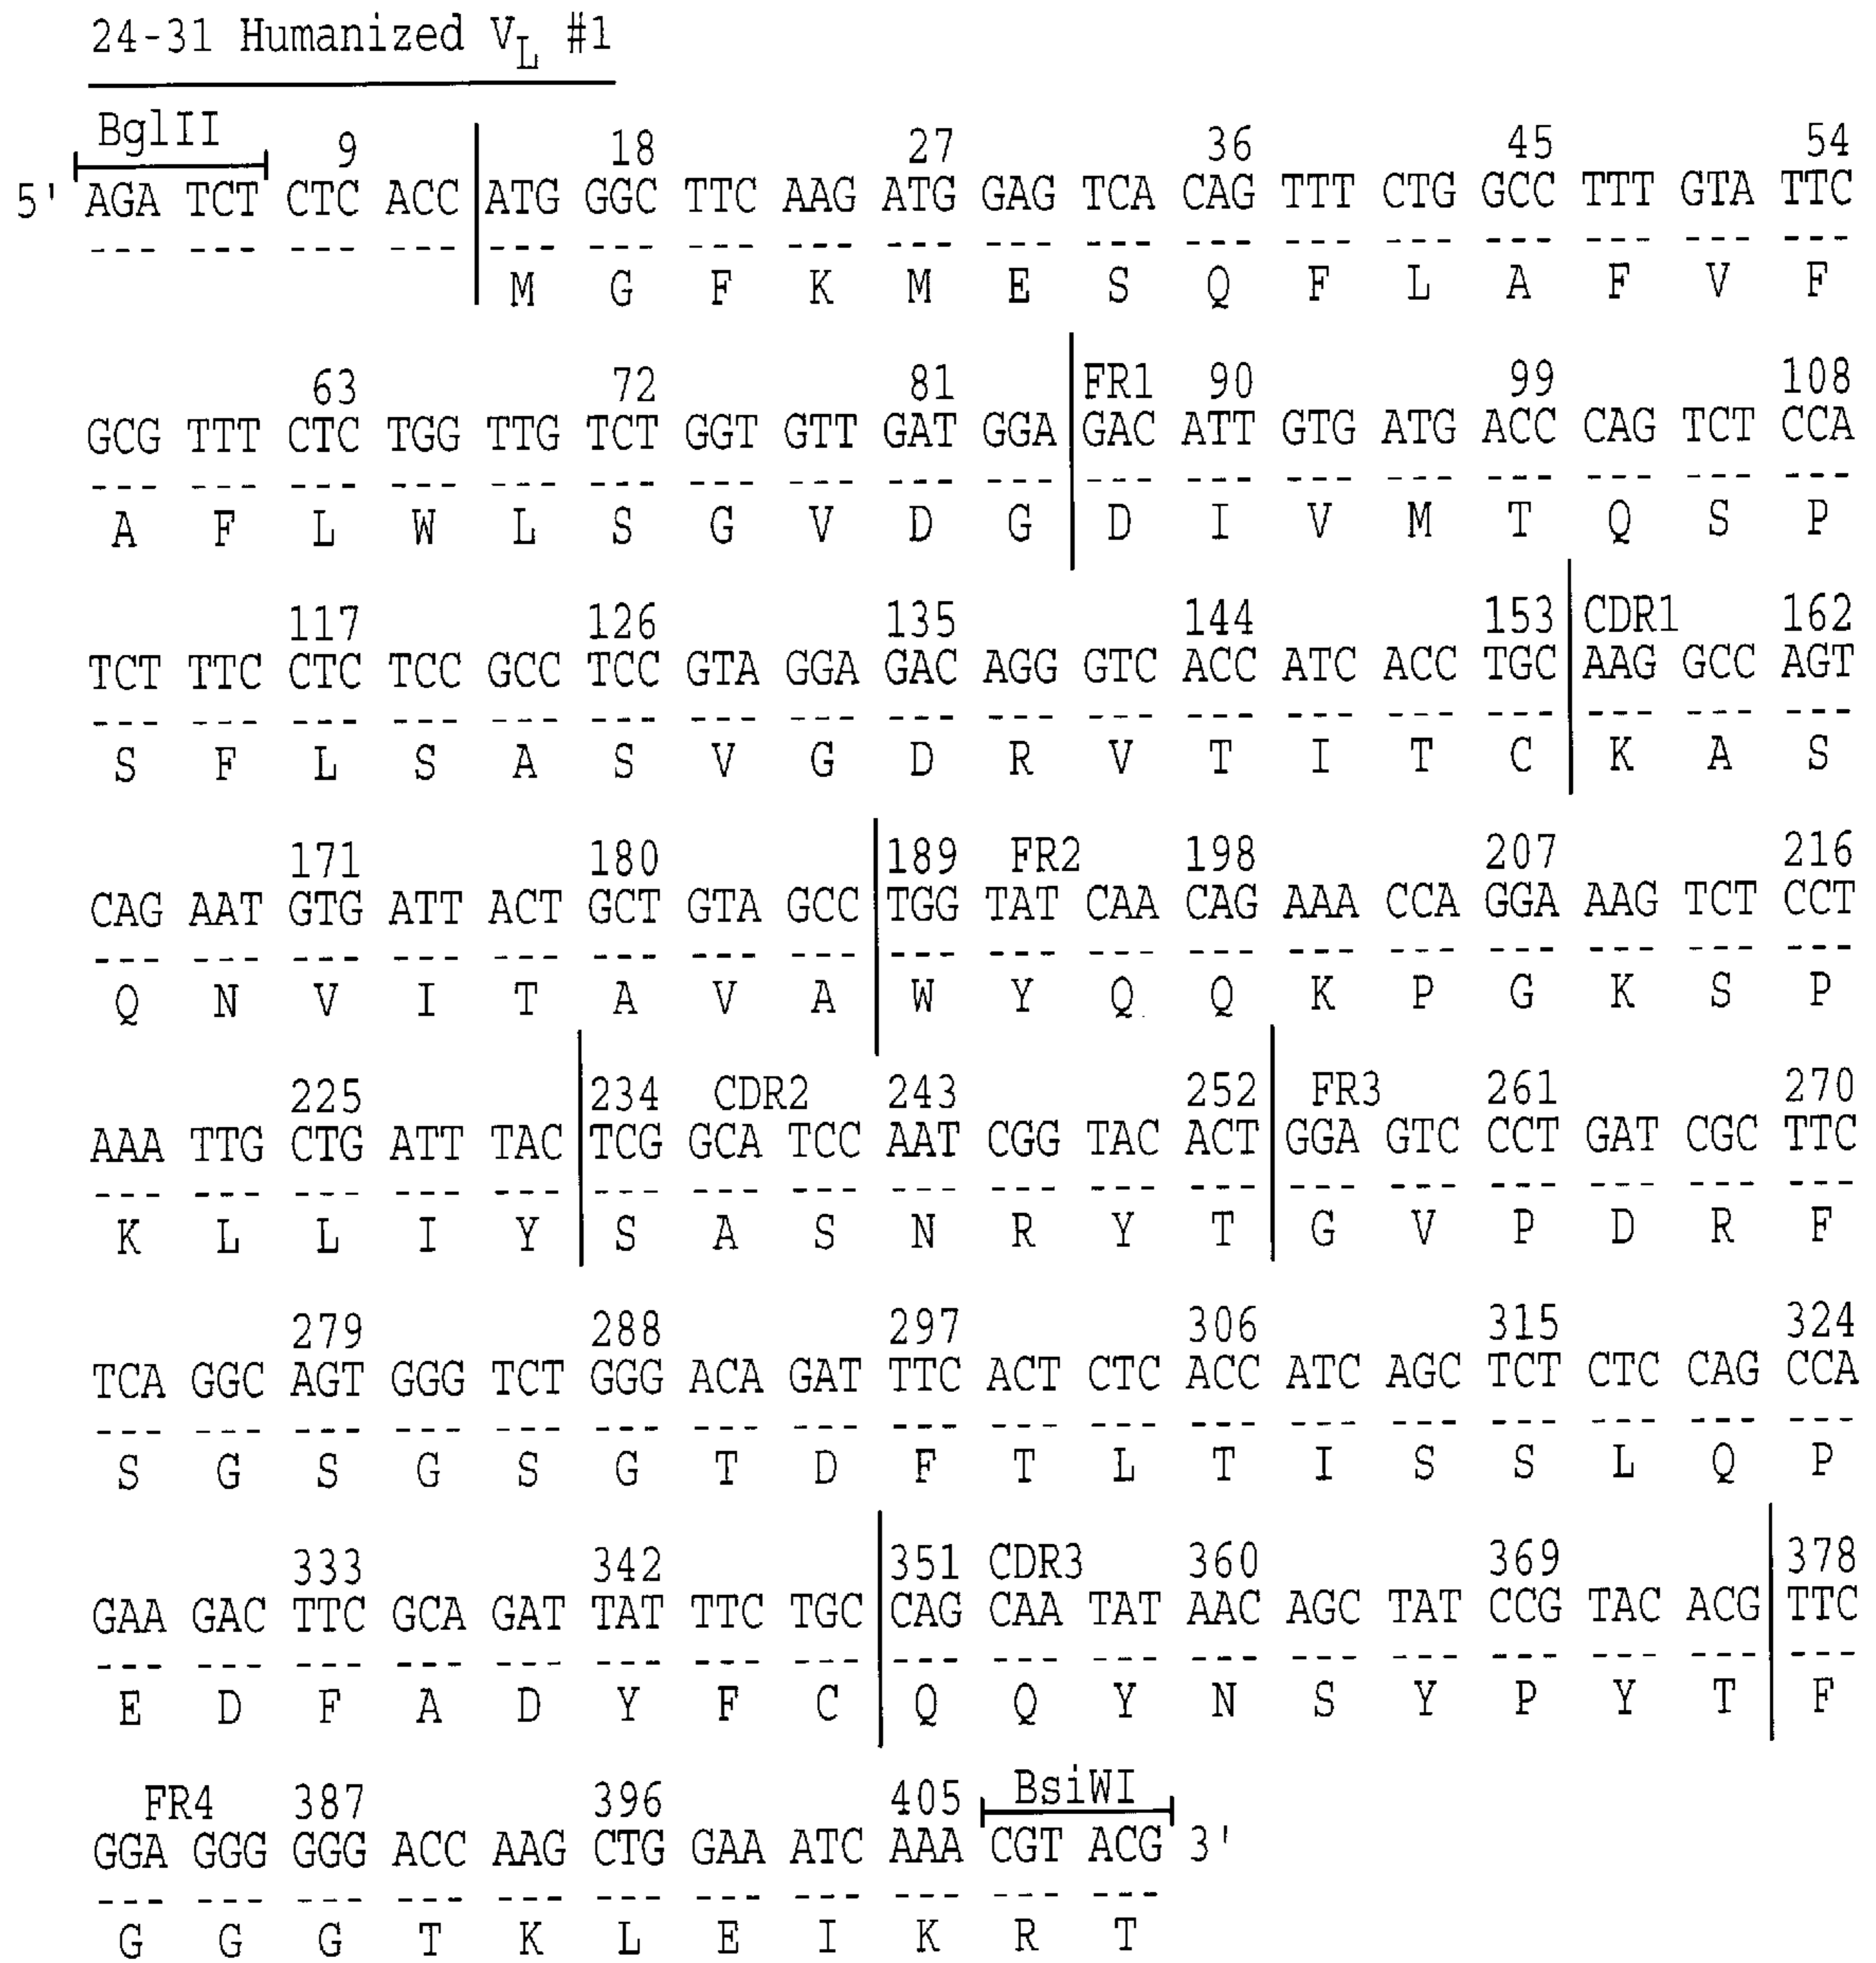 24-31 Humanized VL #1
BglII 9 18 27 36 45 54
5' AGA TCT CTC ACC ATG GGC TTC AAG ATG GAG TCA CAG TTT CTG GCC TTT GTA TTC
--- --- --- --- --- --- --- --- --- --- --- --- --- --- --- --- --- ---
M G F K M E S Q F L A F V F
63 72 81 FR1 90 99 108
GCG TTT CTC TGG TTG TCT GGT GTT GAT GGA GAC ATT GTG ATG ACC CAG TCT CCA
--- --- --- --- --- --- --- --- --- --- --- --- --- --- --- --- --- ---
A F L W L S G V D G D I V M T Q S P
117 126 135 144 153 CDR1 162
TCT TTC CTC TCC GCC TCC GTA GGA GAC AGG GTC ACC ATC ACC TGC AAG GCC AGT
--- --- --- --- --- --- --- --- --- --- --- --- --- --- --- --- --- ---
S F L S A S V G D R V T I T C K A S
171 180 189 FR2 198 207 216
CAG AAT GTG ATT ACT GCT GTA GCC TGG TAT CAA CAG AAA CCA GGA AAG TCT CCT
--- --- --- --- --- --- --- --- --- --- --- --- --- --- --- --- --- ---
Q N V I T A V A W Y Q Q K P G K S P
225 234 CDR2 243 252 FR3 261 270
AAA TTG CTG ATT TAC TCG GCA TCC AAT CGG TAC ACT GGA GTC CCT GAT CGC TTC
--- --- --- --- --- --- --- --- --- --- --- --- --- --- --- --- --- ---
K L L I Y S A S N R Y T G V P D R F
279 288 297 306 315 324
TCA GGC AGT GGG TCT GGG ACA GAT TTC ACT CTC ACC ATC AGC TCT CTC CAG CCA
--- --- --- --- --- --- --- --- --- --- --- --- --- --- --- --- --- ---
S G S G S G T D F T L T I S S L Q P
333 342 351 CDR3 360 369 378
GAA GAC TTC GCA GAT TAT TTC TGC CAG CAA TAT AAC AGC TAT CCG TAC ACG TTC
--- --- --- --- --- --- --- --- --- --- --- --- --- --- --- --- --- ---
E D F A D Y F C Q Q Y N S Y P Y T F
FR4 387 396 405 BsiWI
GGA GGG GGG ACC AAG CTG GAA ATC AAA CGT ACG 3'
--- --- --- --- --- --- --- --- --- --- ---
G G G T K L E I K R T